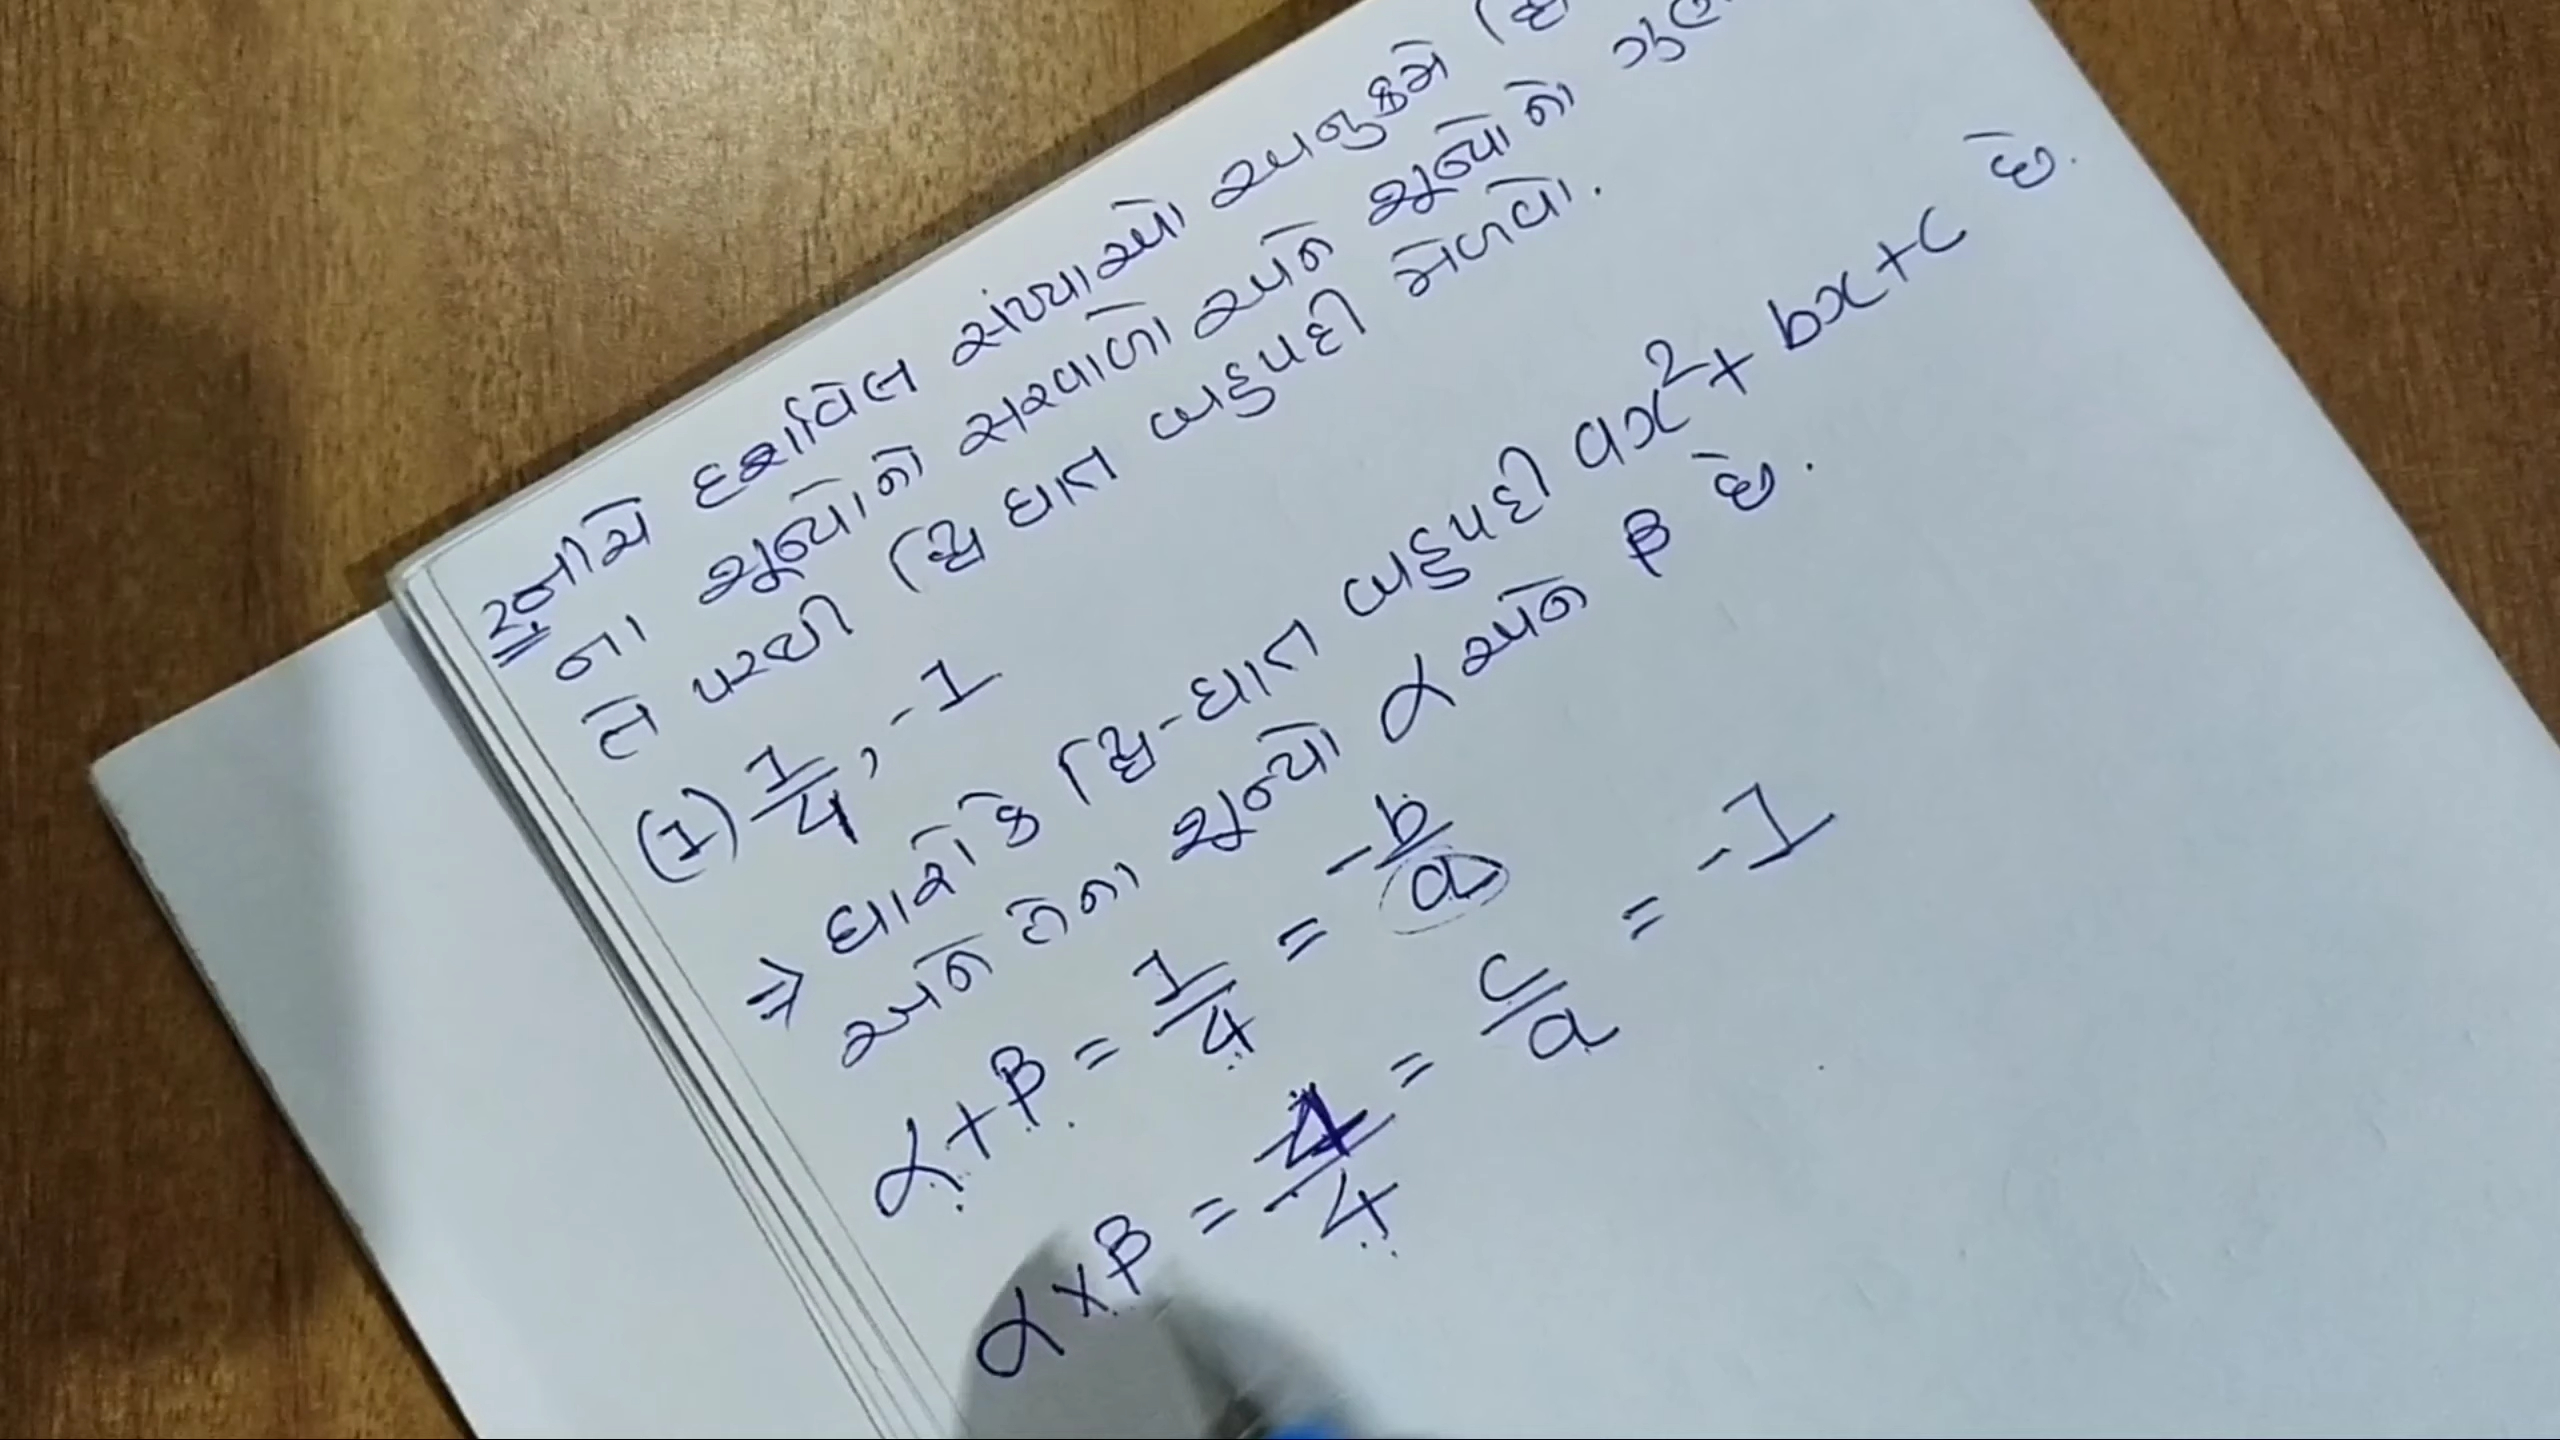 2. નીચે દર્શાવેલ સંખ્યાઓ અનુક્રમે દ્વિ
ના શૂન્યોનો સરવાળો અને શૂન્યોનો
તે પરથી દ્વિઘાત બહુપદી મેળવો.
(1) 1/4, -1
⇒ ધારો કે દ્વિ-ઘાત બહુપદી ax² + bx + c છે.
અને તેના શૂન્યો α અને β છે.
α + β = 1/4 = -b/a
α × β = 4/4 = c/a = -1